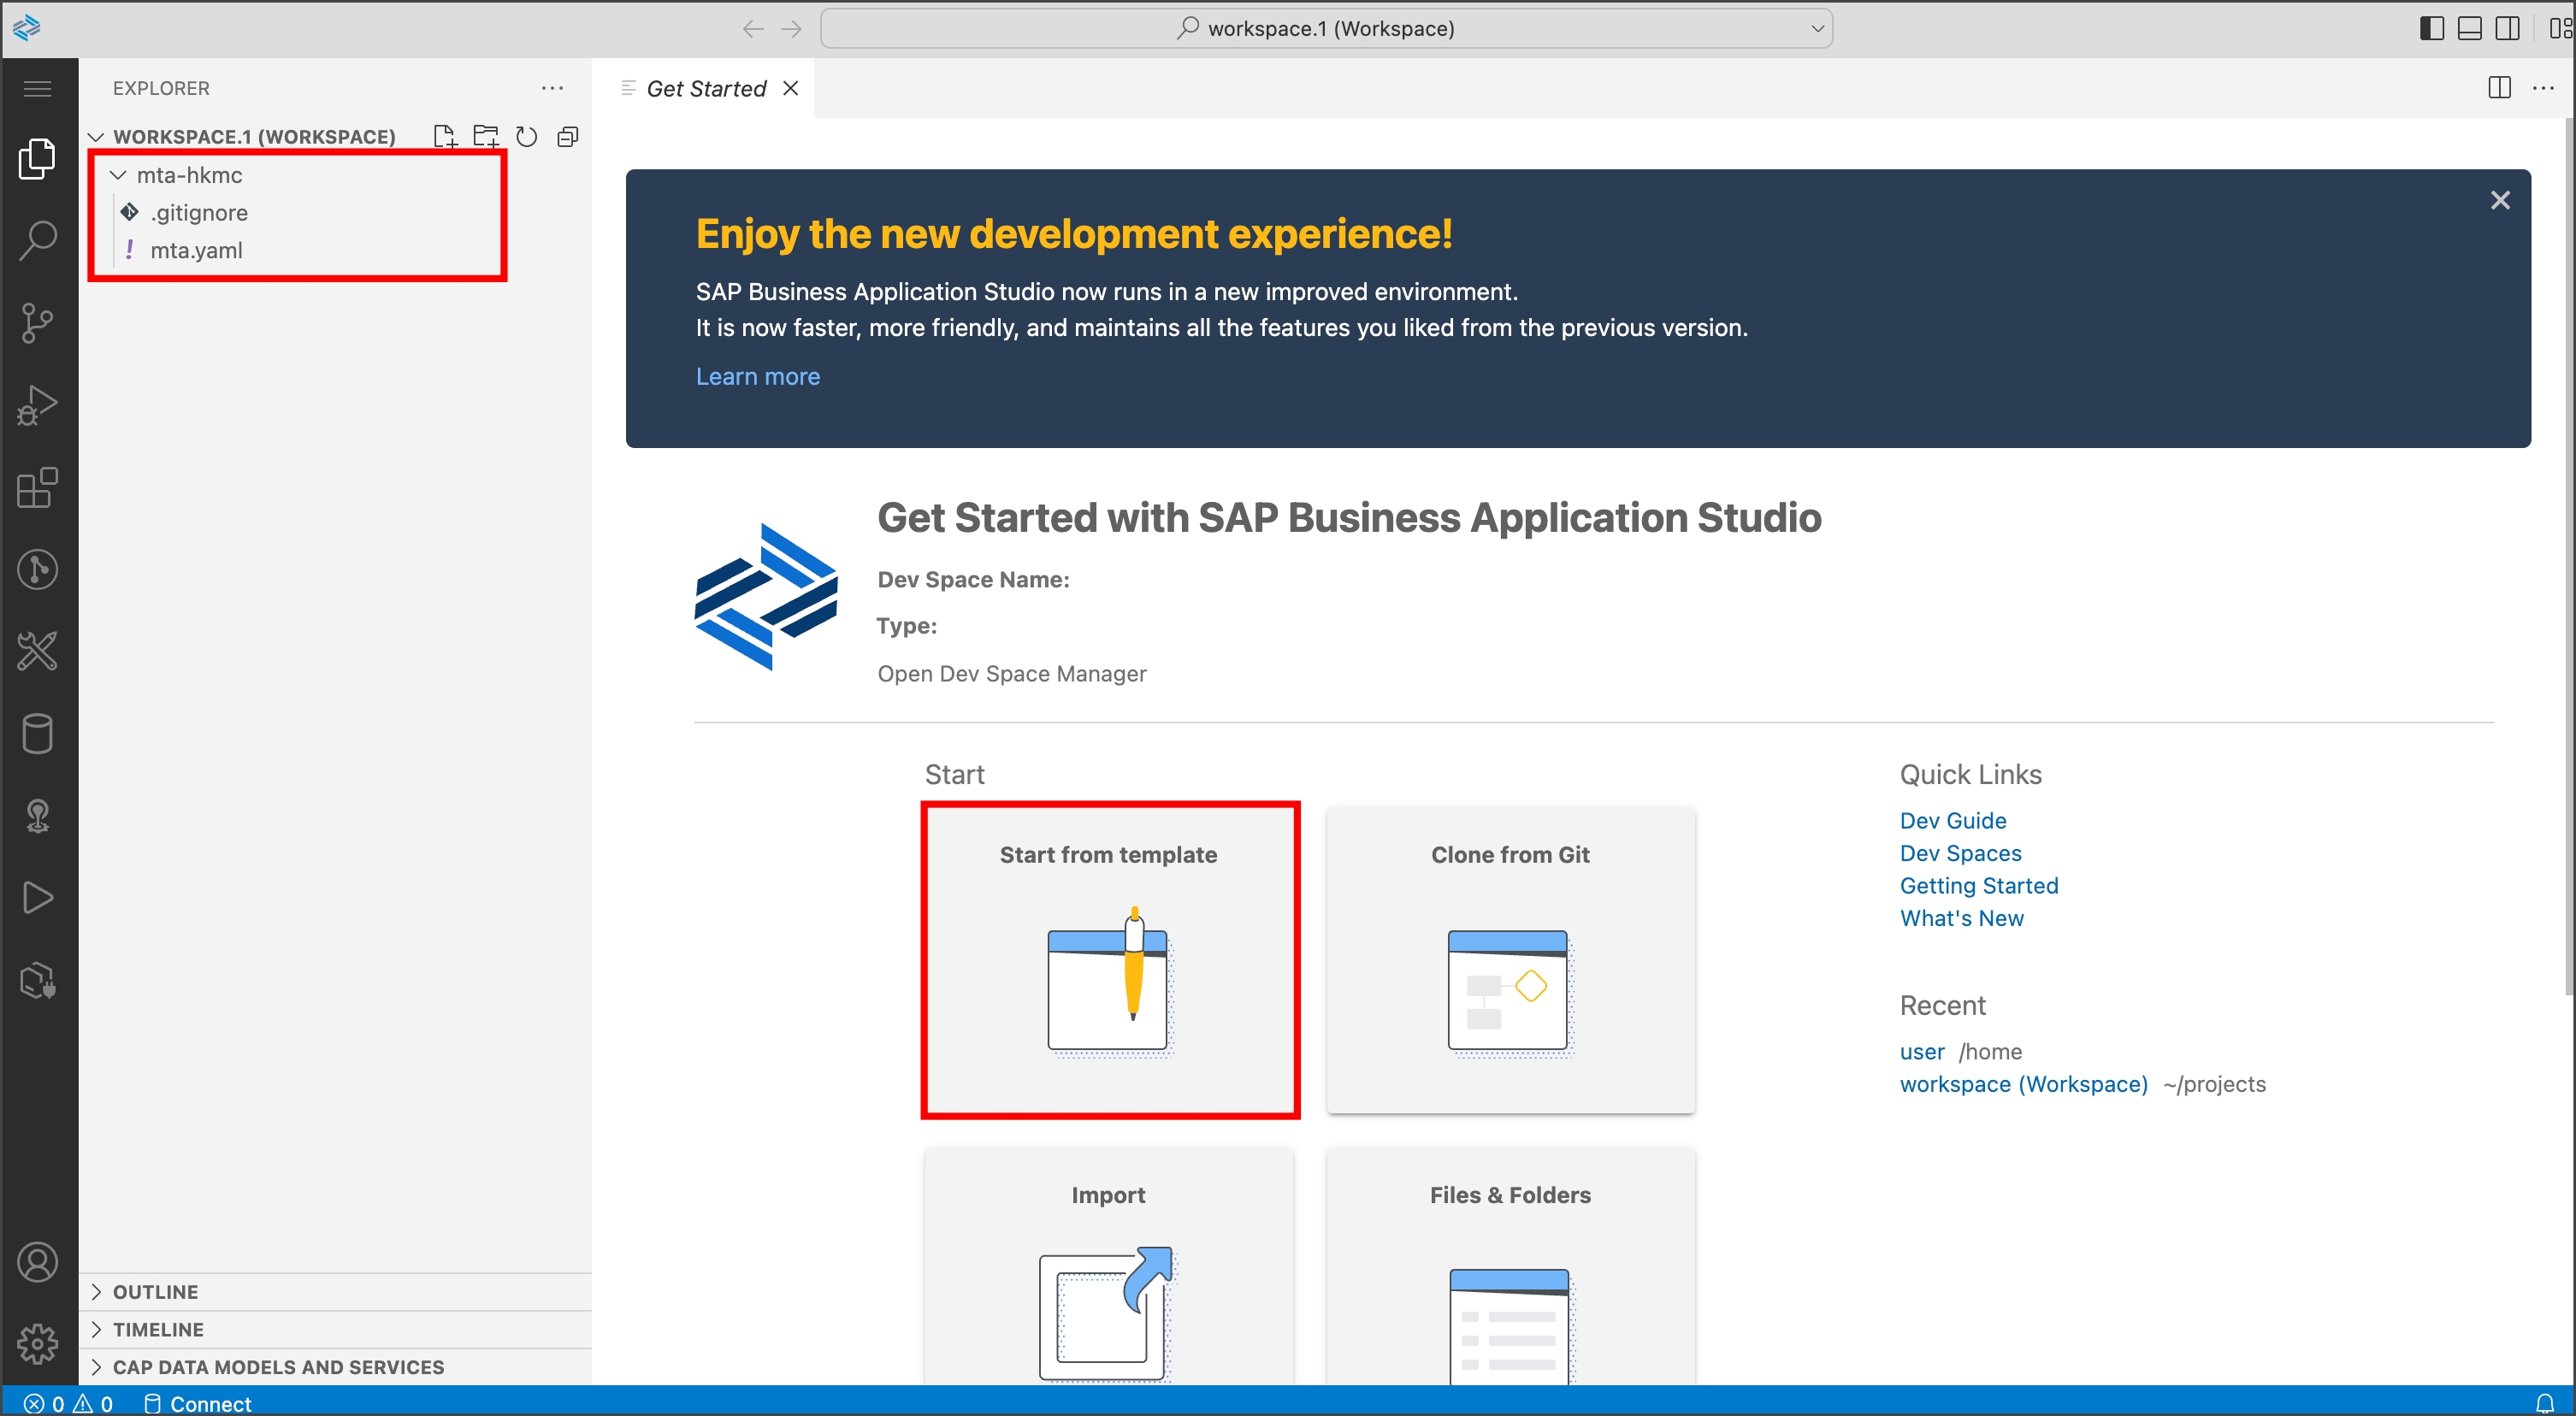 workspace.1 (Workspace)
EXPLORER
Get Started
WORKSPACE.1 (WORKSPACE)
mta-hkmc
.gitignore
mta.yaml
Enjoy the new development experience!
SAP Business Application Studio now runs in a new improved environment.
It is now faster, more friendly, and maintains all the features you liked from the previous version.
Learn more
Get Started with SAP Business Application Studio
Dev Space Name:
Type:
Open Dev Space Manager
Start
Start from template
Clone from Git
Import
Files & Folders
Quick Links
Dev Guide
Dev Spaces
Getting Started
What's New
Recent
user /home
workspace (Workspace) ~/projects
OUTLINE
TIMELINE
CAP DATA MODELS AND SERVICES
0 0 Connect